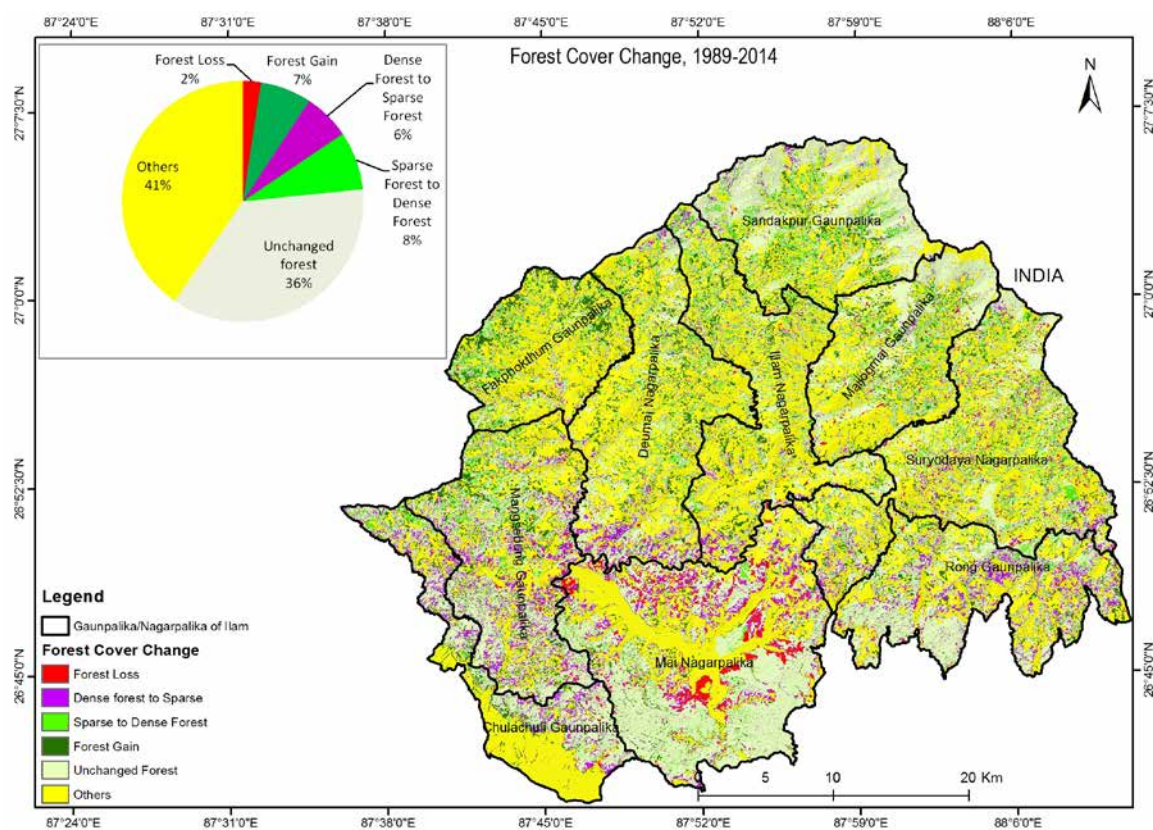 87°24'0"E 87°31'0"E 87°38'0"E 87°45'0"E 87°52'0"E 87°59'0"E 88°6'0"E
Forest Cover Change, 1989-2014
N
Forest Loss
2%
Forest Gain
7%
Dense
Forest to
Sparse
Forest
6%
Sparse
Forest to
Dense
Forest
8%
Others
41%
Unchanged
forest
36%
27°7'30"N
27°7'30"N
27°0'0"N
27°0'0"N
26°52'30"N
26°52'30"N
26°45'0"N
26°45'0"N
Sandakpur Gaunpalika
INDIA
Fakphokthum Gaunpalika
Deumai Nagarpalika
Illam Nagarpalika
Maijogmai Gaunpalika
Suryodaya Nagarpalika
Mangsebung Gaunpalika
Rong Gaunpalika
Mai Nagarpalika
Chulachuli Gaunpalika
Legend
Gaunpalika/Nagarpalika of Ilam
Forest Cover Change
Forest Loss
Dense forest to Sparse
Sparse to Dense Forest
Forest Gain
Unchanged Forest
Others
0 5 10 20 Km
87°24'0"E 87°31'0"E 87°38'0"E 87°45'0"E 87°52'0"E 87°59'0"E 88°6'0"E